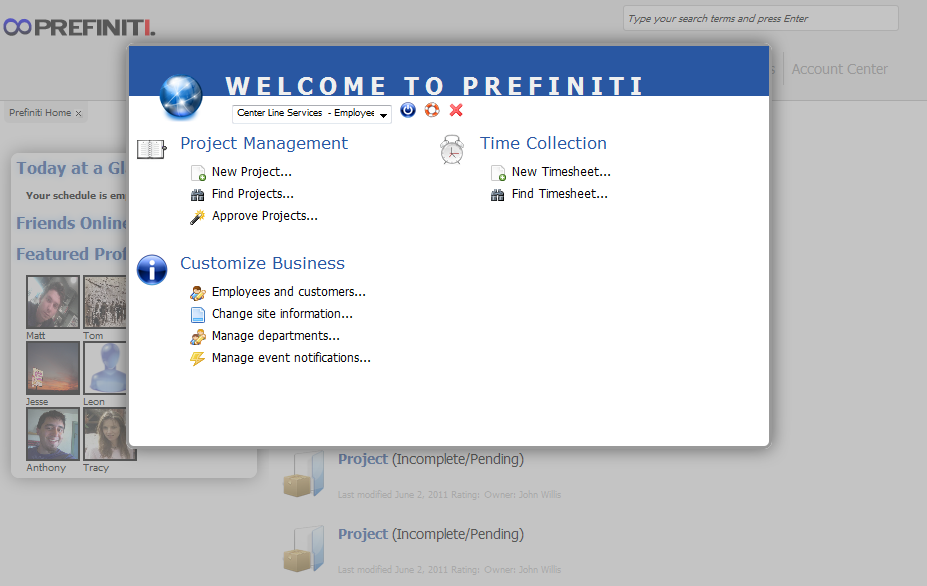 PREFINITI.
Type your search terms and press Enter
Account Center
Prefiniti Home
WELCOME TO PREFINITI
Center Line Services - Employee
Project Management
New Project...
Find Projects...
Approve Projects...
Time Collection
New Timesheet...
Find Timesheet...
Customize Business
Employees and customers...
Change site information...
Manage departments...
Manage event notifications...
Today at a Gl
Your schedule is em
Friends Online
Featured Prof
Matt Tom
Jesse Leon
Anthony Tracy
Project (Incomplete/Pending)
Last modified June 2, 2011 Rating: Owner: John Willis
Project (Incomplete/Pending)
Last modified June 2, 2011 Rating: Owner: John Willis